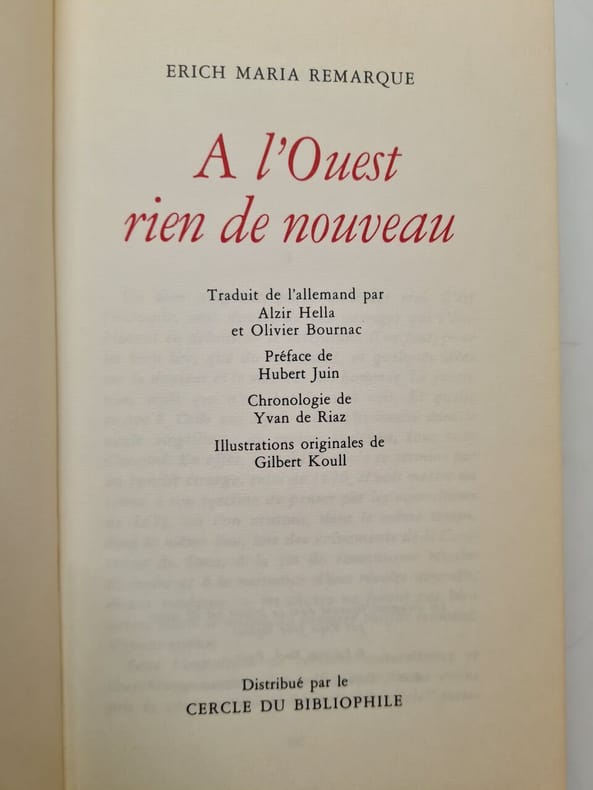 ERICH MARIA REMARQUE
A l'Ouest
rien de nouveau
Traduit de l'allemand par
Alzir Hella
et Olivier Bournac
Préface de
Hubert Juin
Chronologie de
Yvan de Riaz
Illustrations originales de
Gilbert Koull
Distribué par le
CERCLE DU BIBLIOPHILE